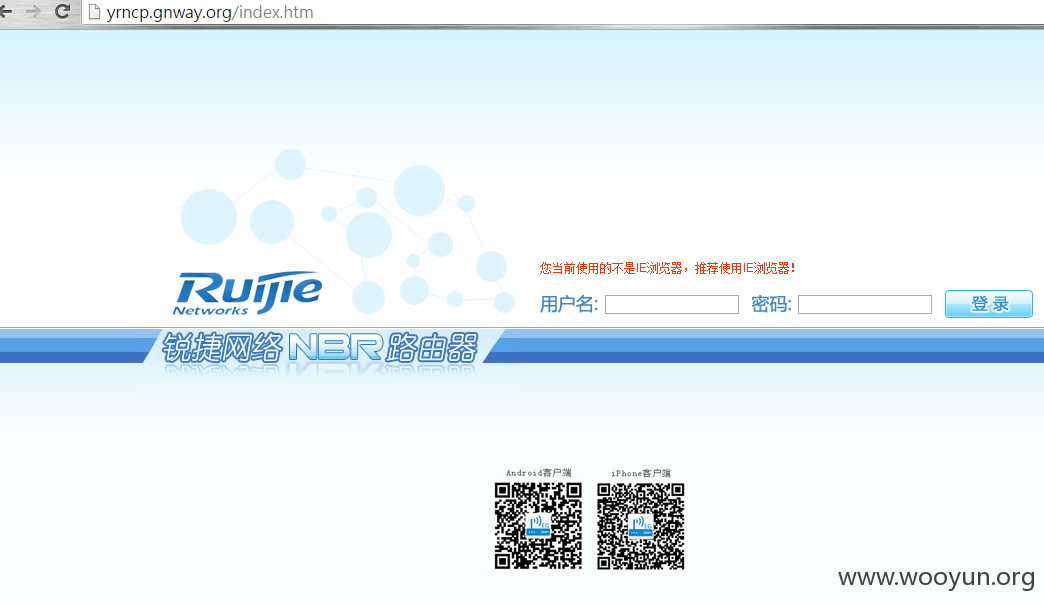 yrncp.gnway.org/index.htm
您当前使用的不是IE浏览器，推荐使用IE浏览器！
用户名: 密码: 登录
Ruijie
Networks
锐捷网络NBR路由器
Android客户端 iPhone客户端
www.wooyun.org